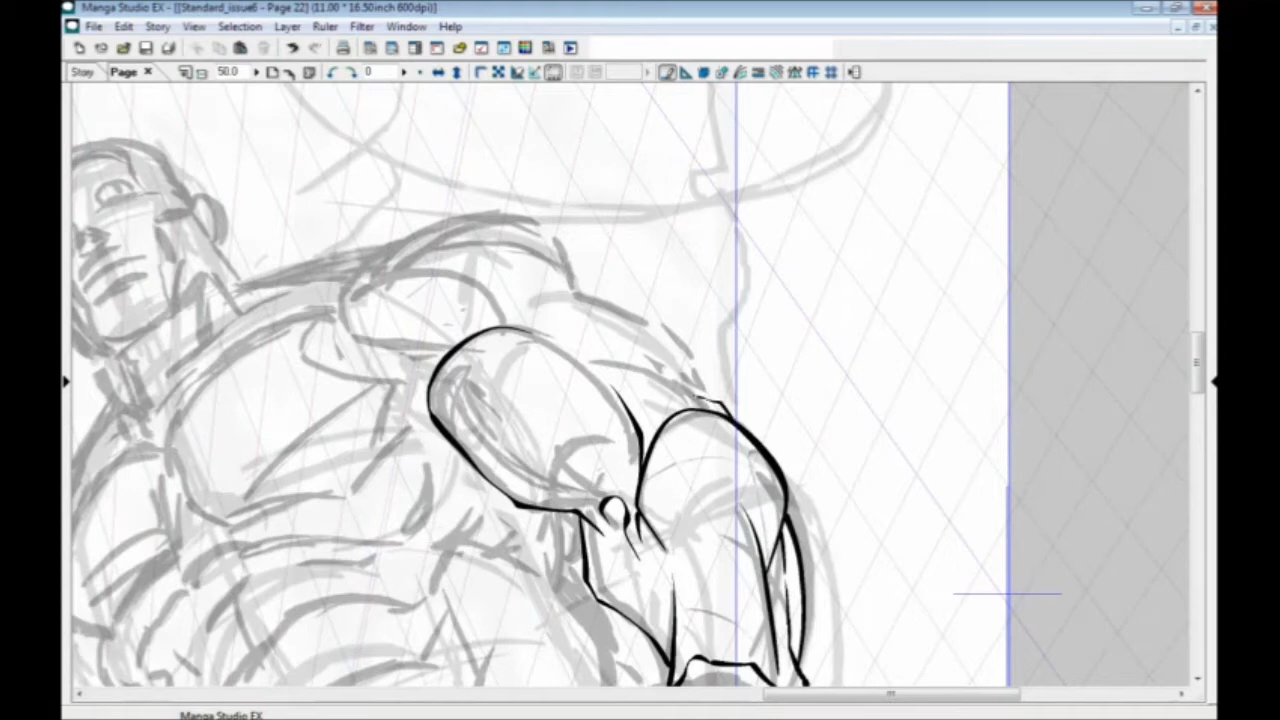 Manga Studio EX - [[Standard_issue6 - Page 22] (11.00 * 16.50inch 600dpi)]
File Edit Story View Selection Layer Ruler Filter Window Help
Story Page × 50.0 0
Manga Studio EX